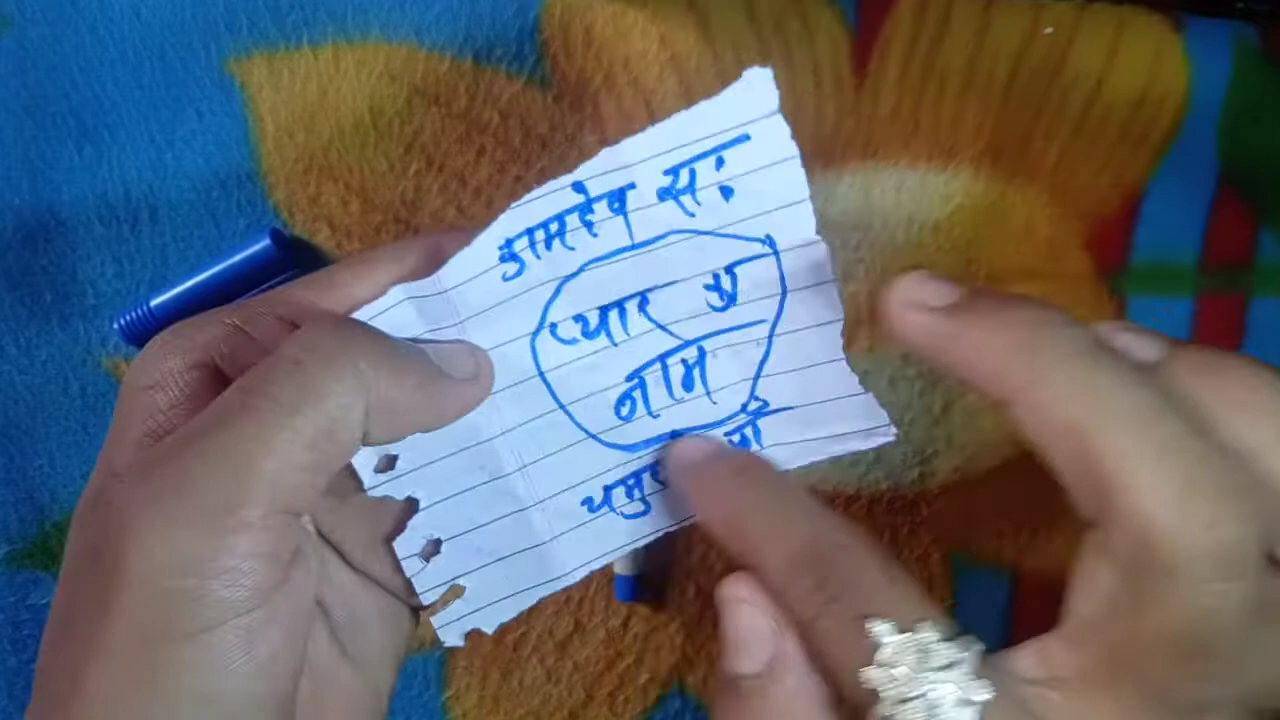 कामदेव सः
प्यार का
नाम